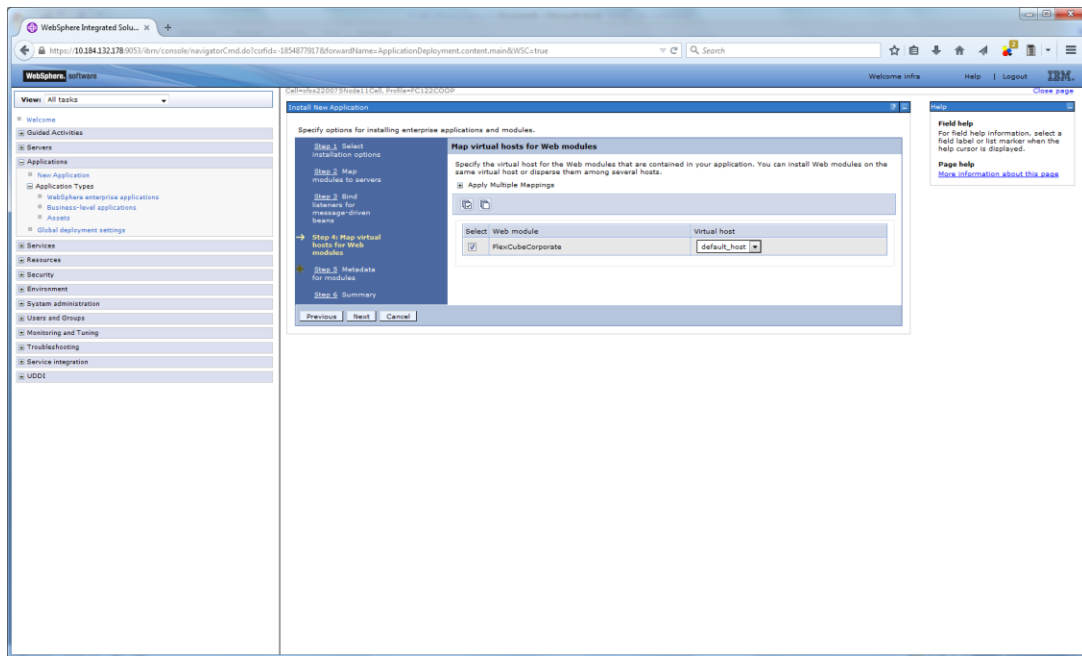 WebSphere Integrated Solu...
https://10.184.132.178:9053/ibm/console/navigatorCmd.do?csrfid=-1854877917&forwardName=ApplicationDeployment.content.main&WSC=true
Search
WebSphere. software
Welcome infra
Help | Logout
IBM.
View: All tasks
Welcome
Guided Activities
Servers
Applications
New Application
Application Types
WebSphere enterprise applications
Business-level applications
Assets
Global deployment settings
Services
Resources
Security
Environment
System administration
Users and Groups
Monitoring and Tuning
Troubleshooting
Service integration
UDDI
Profile=FC122COOP
Close page
Install New Application
Specify options for installing enterprise applications and modules.
Step 1 Select
installation options
Step 2 Map
modules to servers
Step 3 Bind
listeners for
message-driven
beans
Step 4: Map virtual
hosts for Web
modules
Step 5 Metadata
for modules
Step 6 Summary
Map virtual hosts for Web modules
Specify the virtual host for the Web modules that are contained in your application. You can install Web modules on the
same virtual host or disperse them among several hosts.
Apply Multiple Mappings
Select Web module Virtual host
FlexCubeCorporate default_host
Previous Next Cancel
Help
Field help
For field help information, select a
field label or list marker when the
help cursor is displayed.
Page help
More information about this page